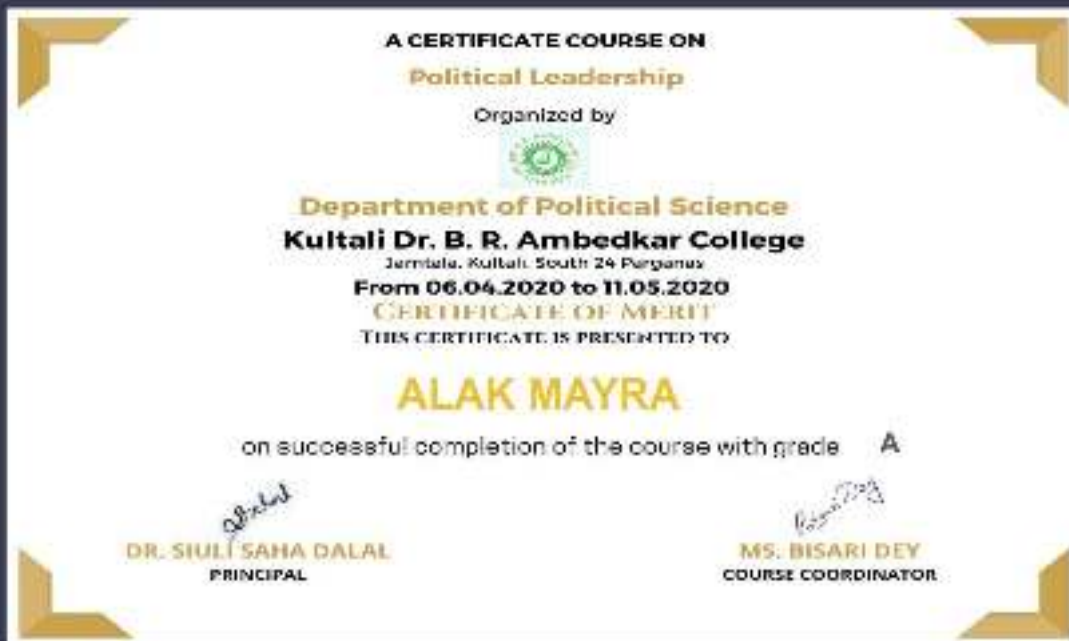 A CERTIFICATE COURSE ON
Political Leadership
Organized by
Department of Political Science
Kultali Dr. B. R. Ambedkar College
Jamtala, Kultali, South 24 Parganas
From 06.04.2020 to 11.05.2020
CERTIFICATE OF MERIT
THIS CERTIFICATE IS PRESENTED TO
ALAK MAYRA
on successful completion of the course with grade A
DR. SIULI SAHA DALAL
PRINCIPAL
MS. BISARI DEY
COURSE COORDINATOR